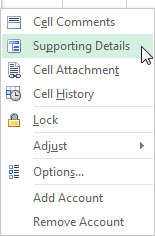 Cell Comments
Supporting Details
Cell Attachment
Cell History
Lock
Adjust
Options...
Add Account
Remove Account